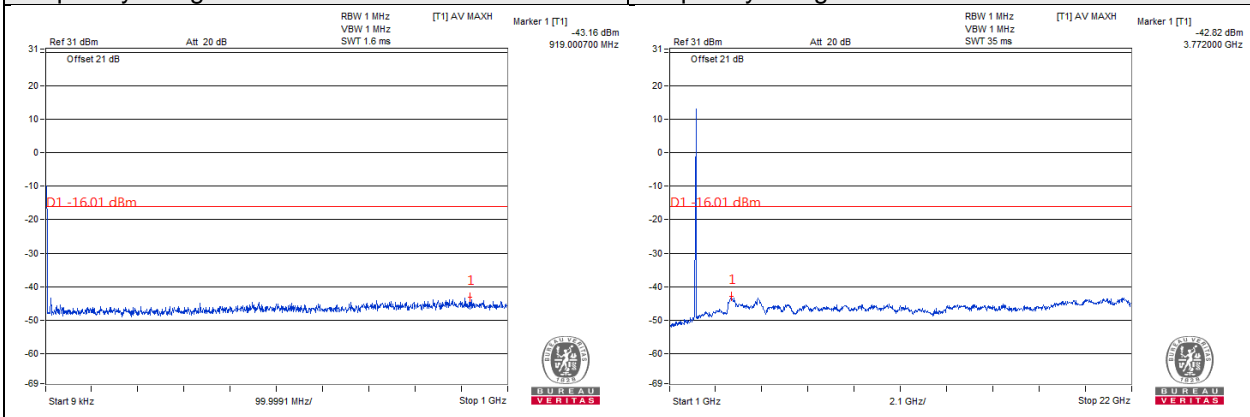 RBW 1 MHz
VBW 1 MHz
SWT 1.6 ms
[T1] AV MAXH
Marker 1 [T1]
-43.16 dBm
919.000700 MHz
Ref 31 dBm
Att 20 dB
Offset 21 dB
31
20
10
0
-10
-20
-30
-40
-50
-60
-69
D1 -16.01 dBm
1
Start 9 kHz
99.9991 MHz/
Stop 1 GHz
BUREAU VERITAS
1828
BUREAU
VERITAS
RBW 1 MHz
VBW 1 MHz
SWT 35 ms
[T1] AV MAXH
Marker 1 [T1]
-42.82 dBm
3.772000 GHz
Ref 31 dBm
Att 20 dB
Offset 21 dB
31
20
10
0
-10
-20
-30
-40
-50
-60
-69
D1 -16.01 dBm
1
Start 1 GHz
2.1 GHz/
Stop 22 GHz
BUREAU VERITAS
1828
BUREAU
VERITAS